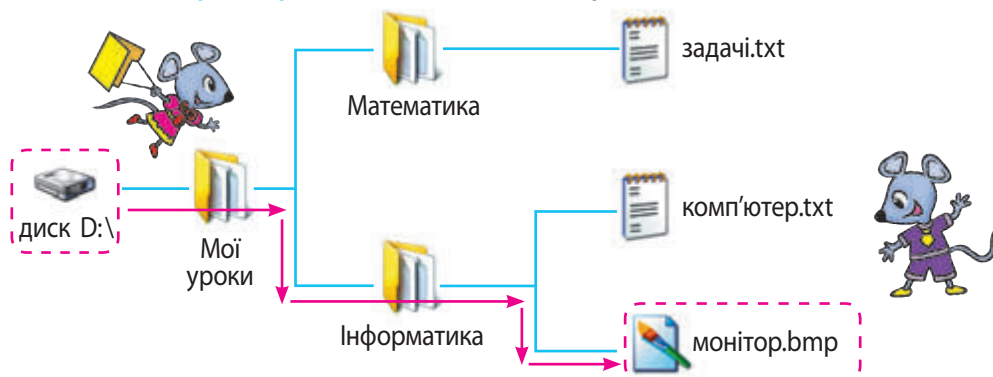 задачі.txt
Математика
диск D:\
Мої
уроки
комп'ютер.txt
Інформатика
монітор.bmp